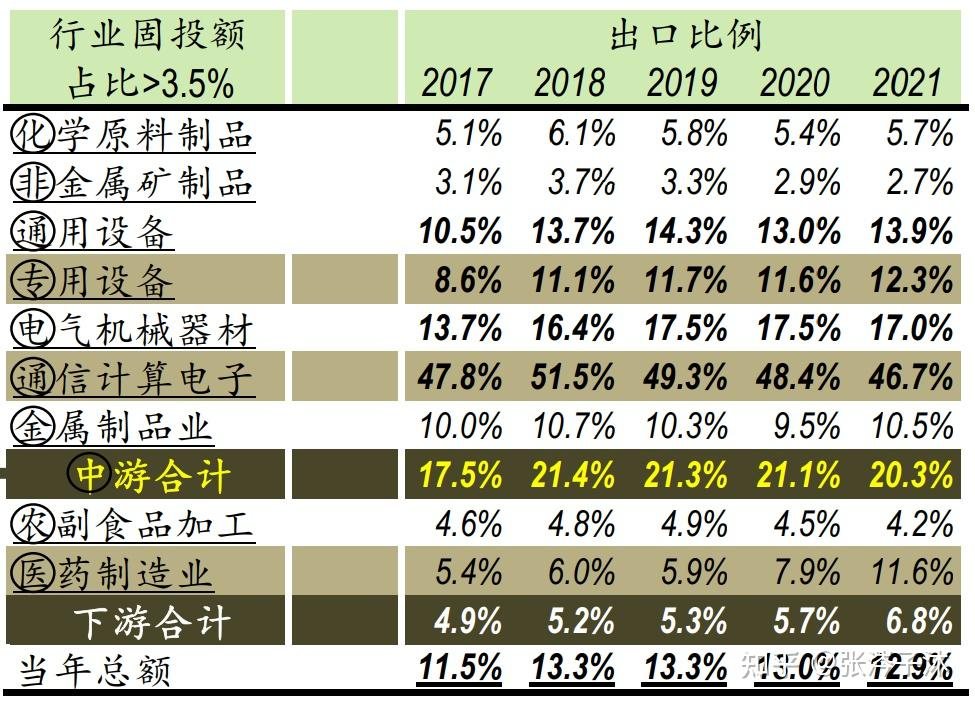 行业固投额
占比>3.5%
出口比例
2017 2018 2019 2020 2021
化学原料制品 5.1% 6.1% 5.8% 5.4% 5.7%
非金属矿制品 3.1% 3.7% 3.3% 2.9% 2.7%
通用设备 10.5% 13.7% 14.3% 13.0% 13.9%
专用设备 8.6% 11.1% 11.7% 11.6% 12.3%
电气机械器材 13.7% 16.4% 17.5% 17.5% 17.0%
通信计算电子 47.8% 51.5% 49.3% 48.4% 46.7%
金属制品业 10.0% 10.7% 10.3% 9.5% 10.5%
中游合计 17.5% 21.4% 21.3% 21.1% 20.3%
农副食品加工 4.6% 4.8% 4.9% 4.5% 4.2%
医药制造业 5.4% 6.0% 5.9% 7.9% 11.6%
下游合计 4.9% 5.2% 5.3% 5.7% 6.8%
当年总额 11.5% 13.3% 13.3% 13.0% 12.9%
知乎